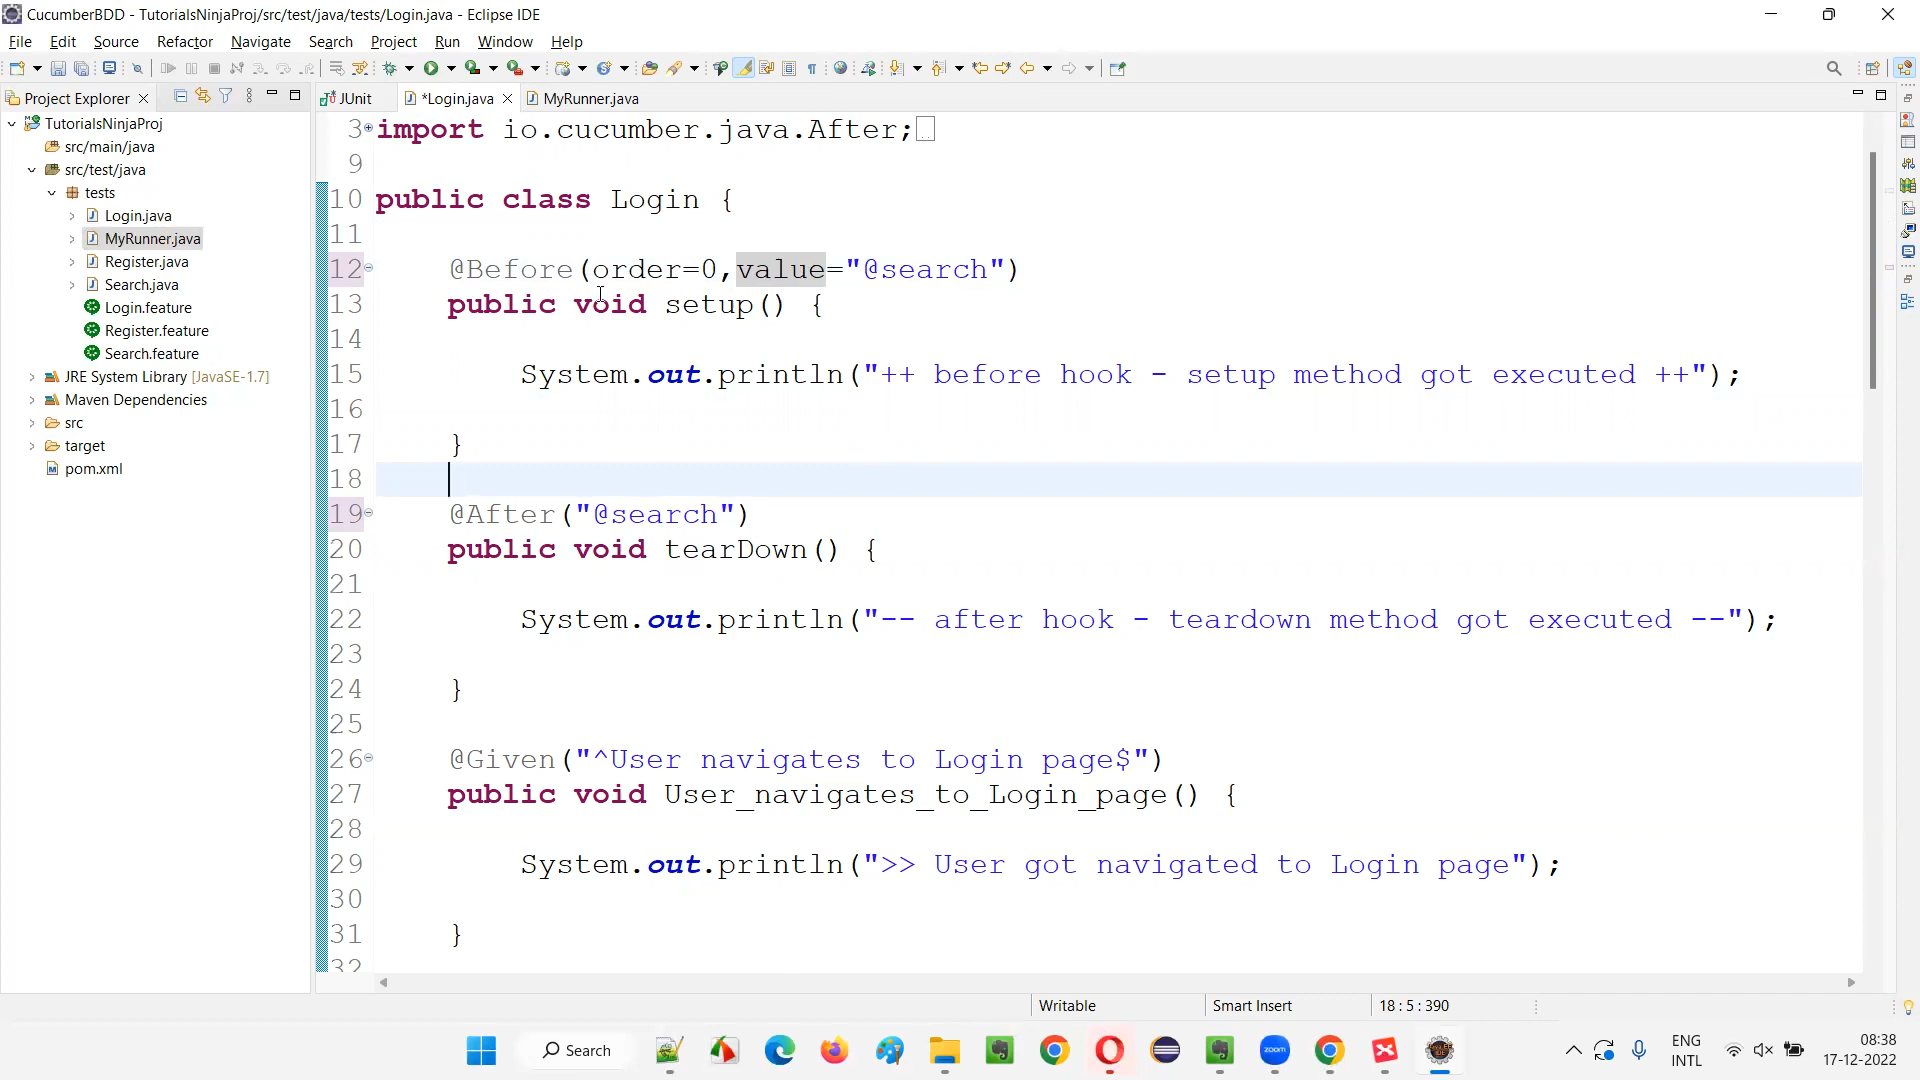 CucumberBDD - TutorialsNinjaProj/src/test/java/tests/Login.java - Eclipse IDE
File Edit Source Refactor Navigate Search Project Run Window Help
Project Explorer
JUnit
*Login.java
MyRunner.java
TutorialsNinjaProj
src/main/java
src/test/java
tests
Login.java
MyRunner.java
Register.java
Search.java
Login.feature
Register.feature
Search.feature
JRE System Library [JavaSE-1.7]
Maven Dependencies
src
target
pom.xml
3 import io.cucumber.java.After;
9
10 public class Login {
11
12 @Before(order=0,value="@search")
13 public void setup() {
14
15 System.out.println("++ before hook - setup method got executed ++");
16
17 }
18
19 @After("@search")
20 public void tearDown() {
21
22 System.out.println("-- after hook - teardown method got executed --");
23
24 }
25
26 @Given("^User navigates to Login page$")
27 public void User_navigates_to_Login_page() {
28
29 System.out.println(">> User got navigated to Login page");
30
31 }
32
Writable
Smart Insert
18 : 5 : 390
Search
zoom
ENG
INTL
08:38
17-12-2022